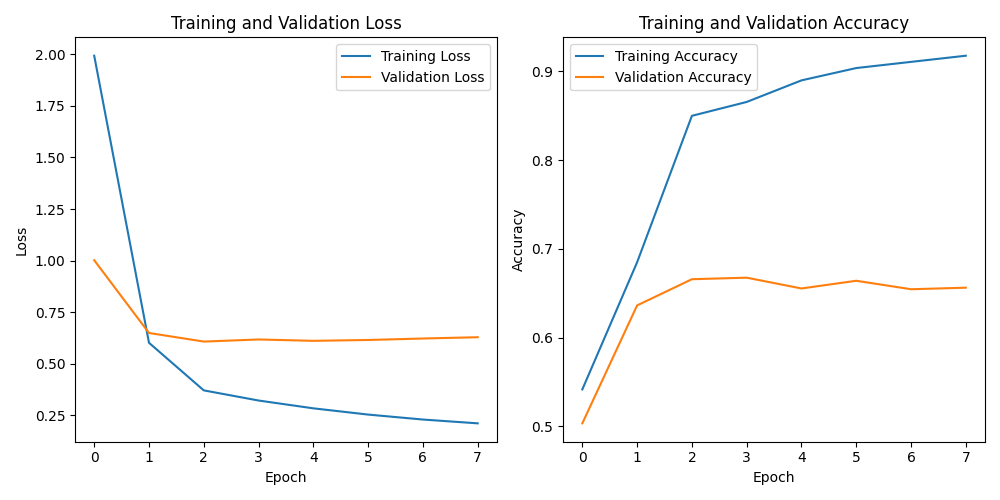 Training and Validation Loss
Training Loss
Validation Loss
2.00
1.75
1.50
1.25
1.00
0.75
0.50
0.25
Loss
0 1 2 3 4 5 6 7
Epoch
Training and Validation Accuracy
Training Accuracy
Validation Accuracy
0.9
0.8
0.7
0.6
0.5
Accuracy
0 1 2 3 4 5 6 7
Epoch